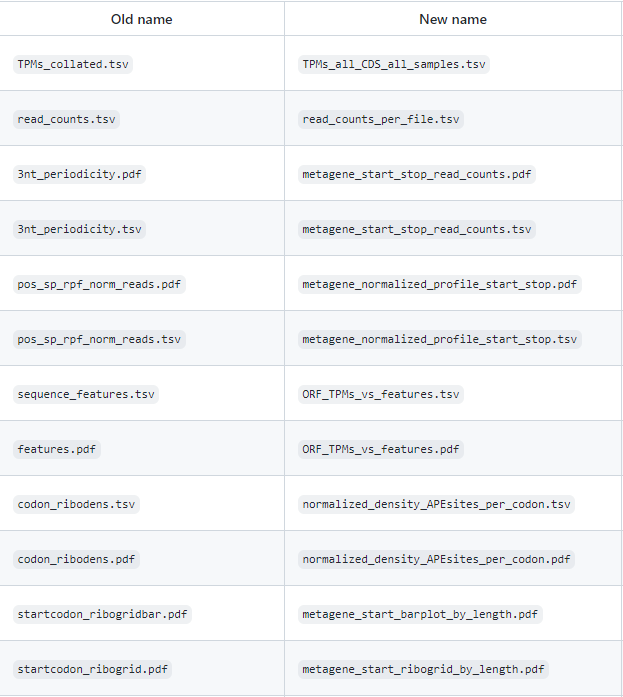 Old name New name
TPMs_collated.tsv TPMs_all_CDS_all_samples.tsv
read_counts.tsv read_counts_per_file.tsv
3nt_periodicity.pdf metagene_start_stop_read_counts.pdf
3nt_periodicity.tsv metagene_start_stop_read_counts.tsv
pos_sp_rpf_norm_reads.pdf metagene_normalized_profile_start_stop.pdf
pos_sp_rpf_norm_reads.tsv metagene_normalized_profile_start_stop.tsv
sequence_features.tsv ORF_TPMs_vs_features.tsv
features.pdf ORF_TPMs_vs_features.pdf
codon_ribodens.tsv normalized_density_APEsites_per_codon.tsv
codon_ribodens.pdf normalized_density_APEsites_per_codon.pdf
startcodon_ribogridbar.pdf metagene_start_barplot_by_length.pdf
startcodon_ribogrid.pdf metagene_start_ribogrid_by_length.pdf